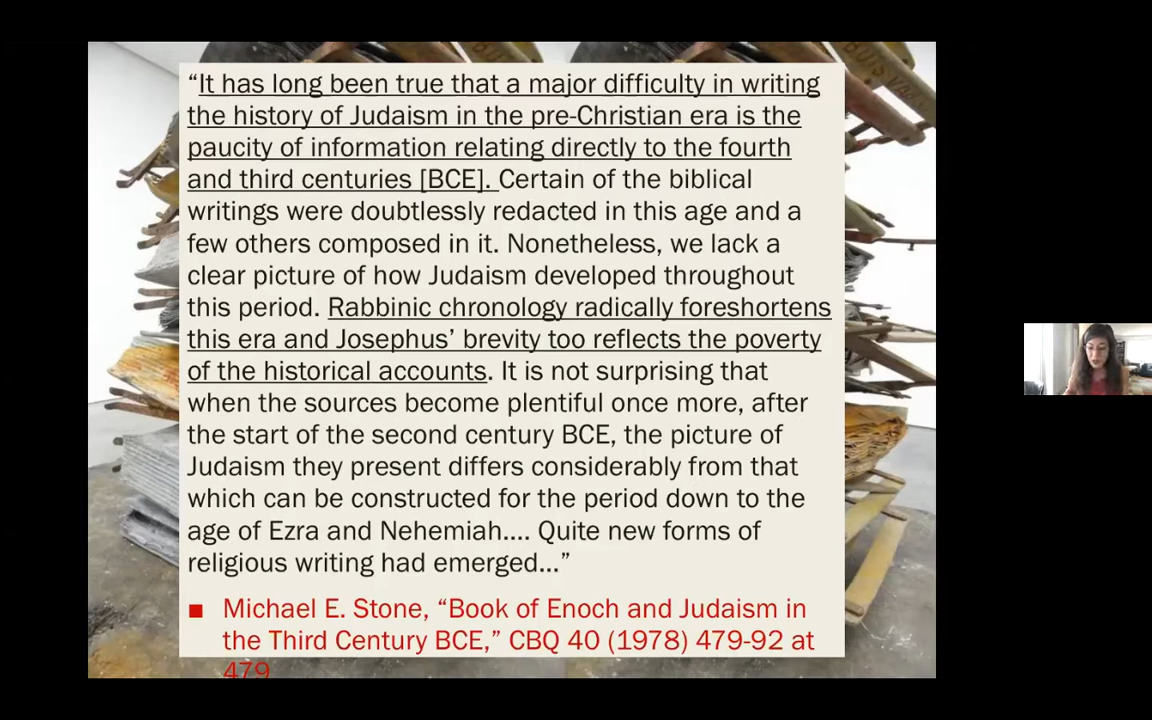 “It has long been true that a major difficulty in writing
the history of Judaism in the pre-Christian era is the
paucity of information relating directly to the fourth
and third centuries [BCE]. Certain of the biblical
writings were doubtlessly redacted in this age and a
few others composed in it. Nonetheless, we lack a
clear picture of how Judaism developed throughout
this period. Rabbinic chronology radically foreshortens
this era and Josephus’ brevity too reflects the poverty
of the historical accounts. It is not surprising that
when the sources become plentiful once more, after
the start of the second century BCE, the picture of
Judaism they present differs considerably from that
which can be constructed for the period down to the
age of Ezra and Nehemiah.... Quite new forms of
religious writing had emerged...”
■ Michael E. Stone, “Book of Enoch and Judaism in
the Third Century BCE,” CBQ 40 (1978) 479-92 at
479